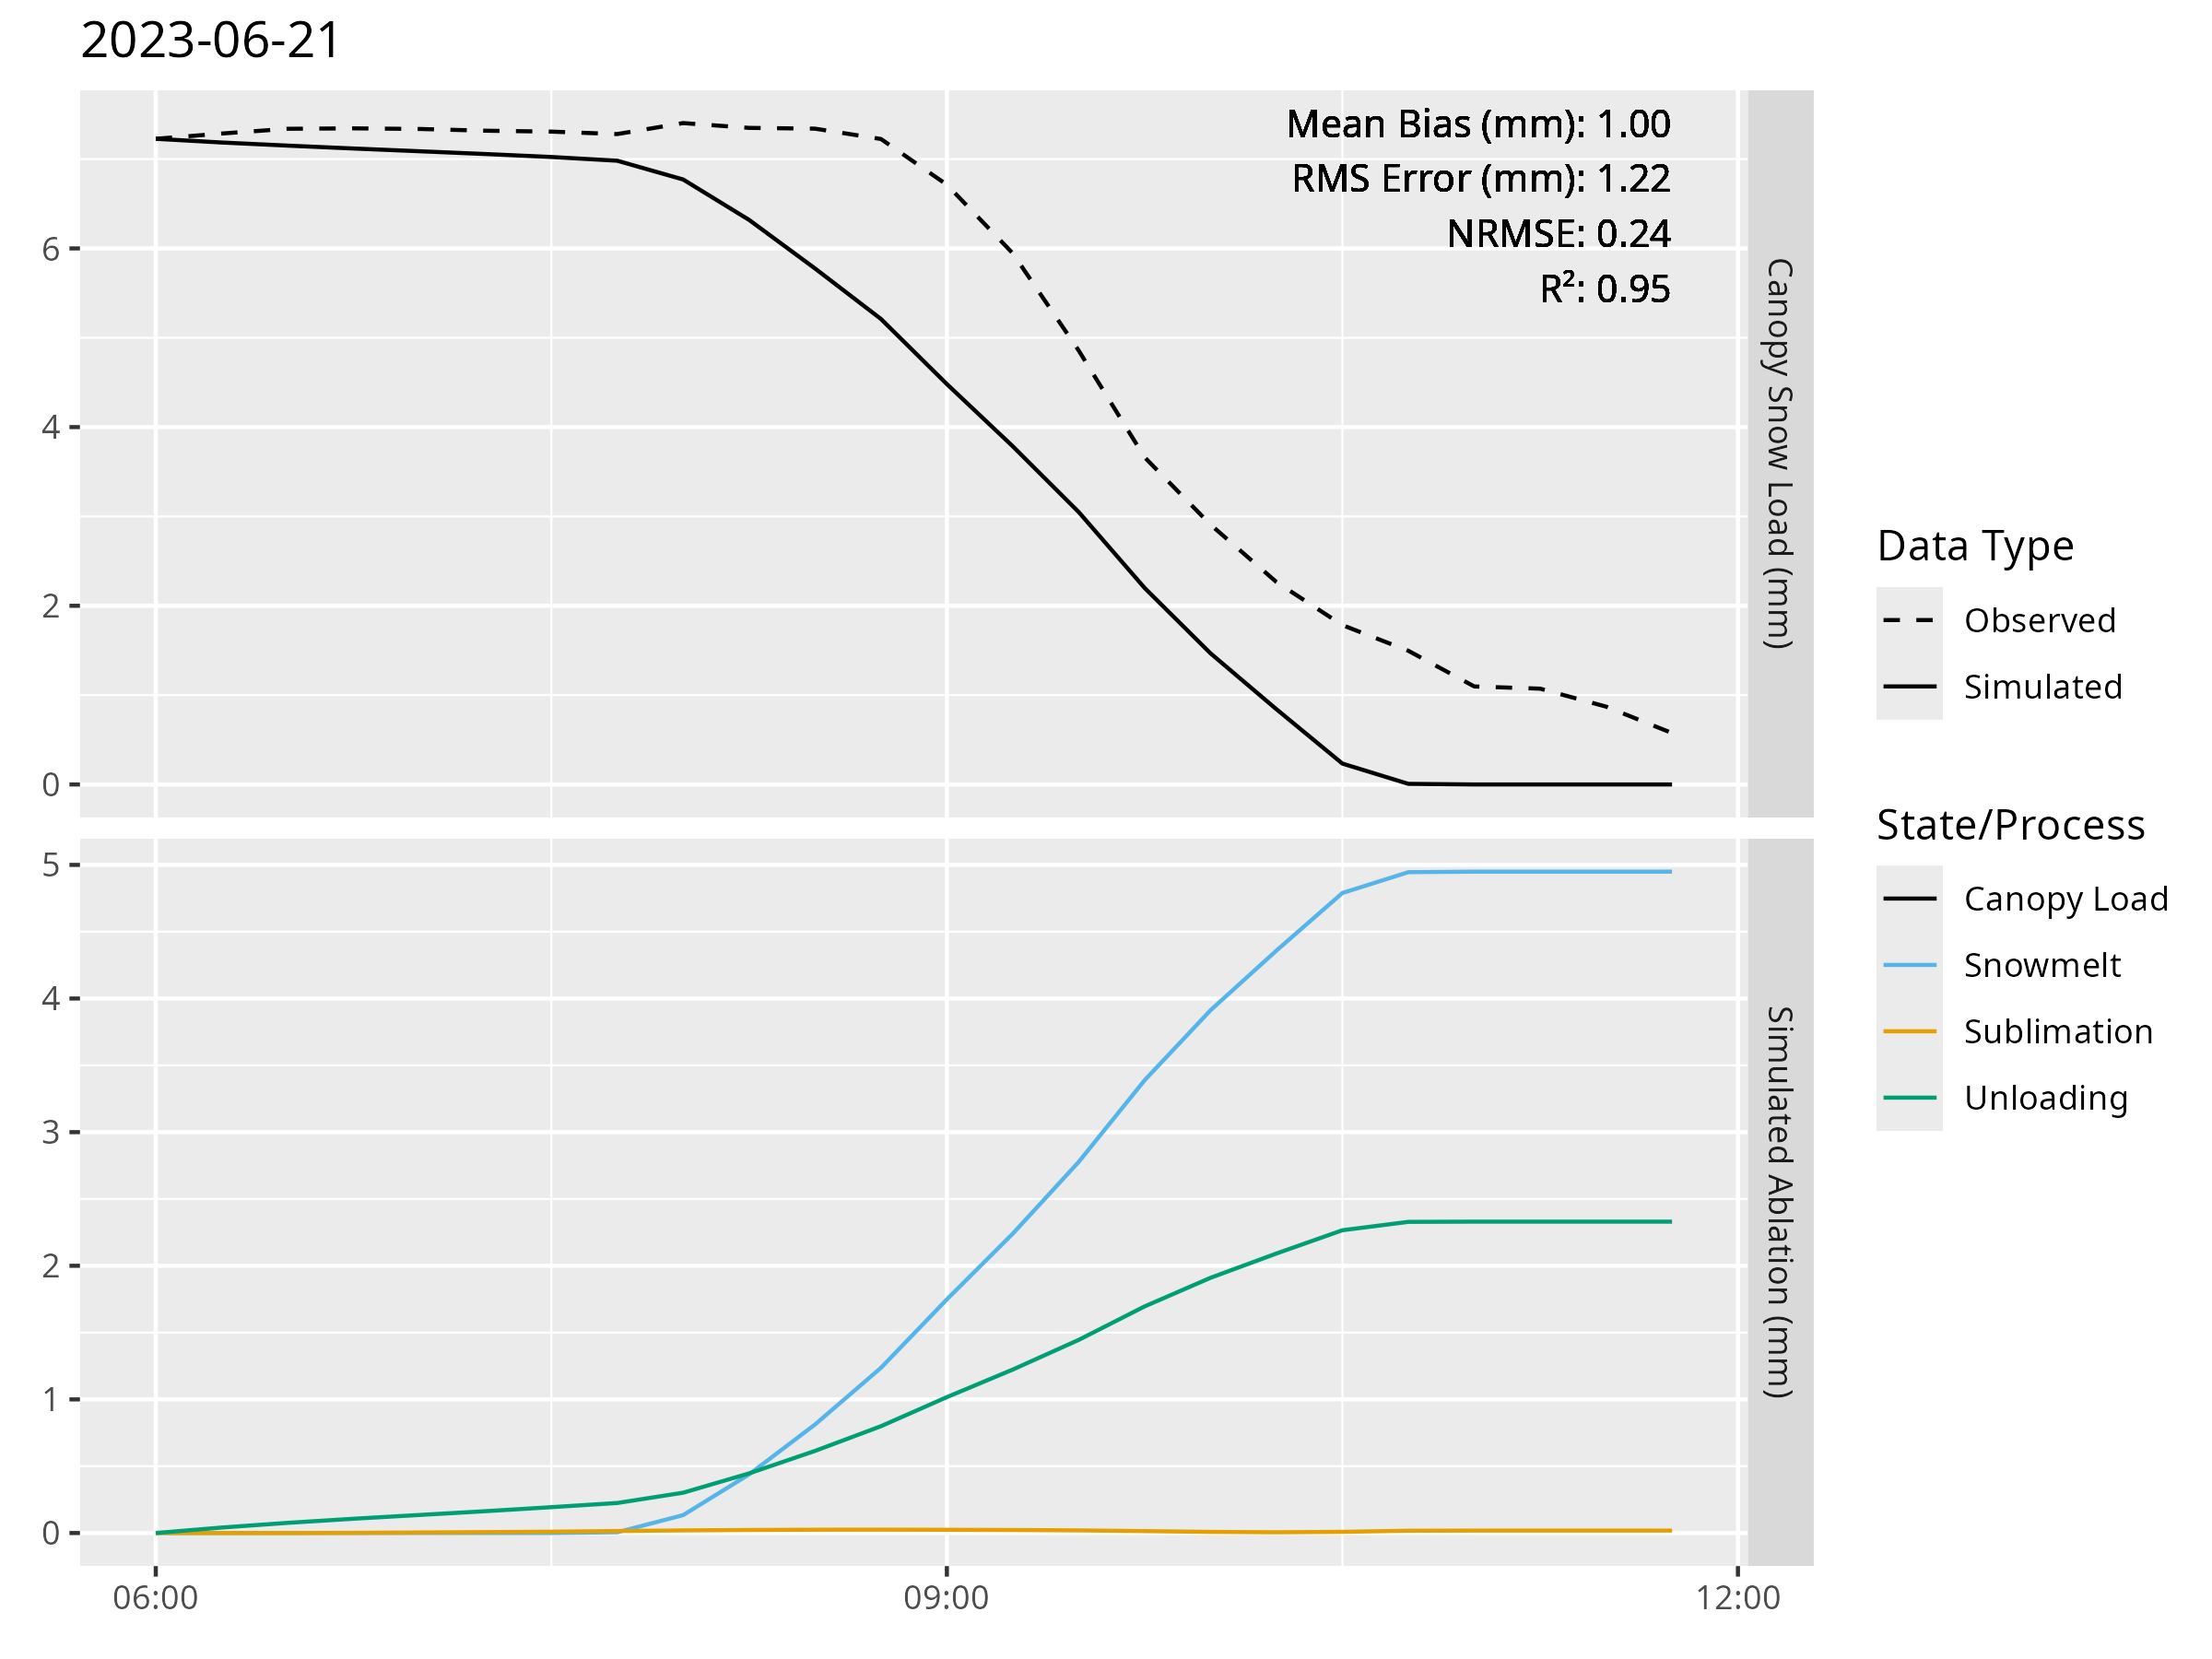 2023-06-21
Mean Bias (mm): 1.00
RMS Error (mm): 1.22
NRMSE: 0.24
R²: 0.95
6
4
2
0
Canopy Snow Load (mm)
5
4
3
2
1
0
Simulated Ablation (mm)
06:00
09:00
12:00
Data Type
Observed
Simulated
State/Process
Canopy Load
Snowmelt
Sublimation
Unloading